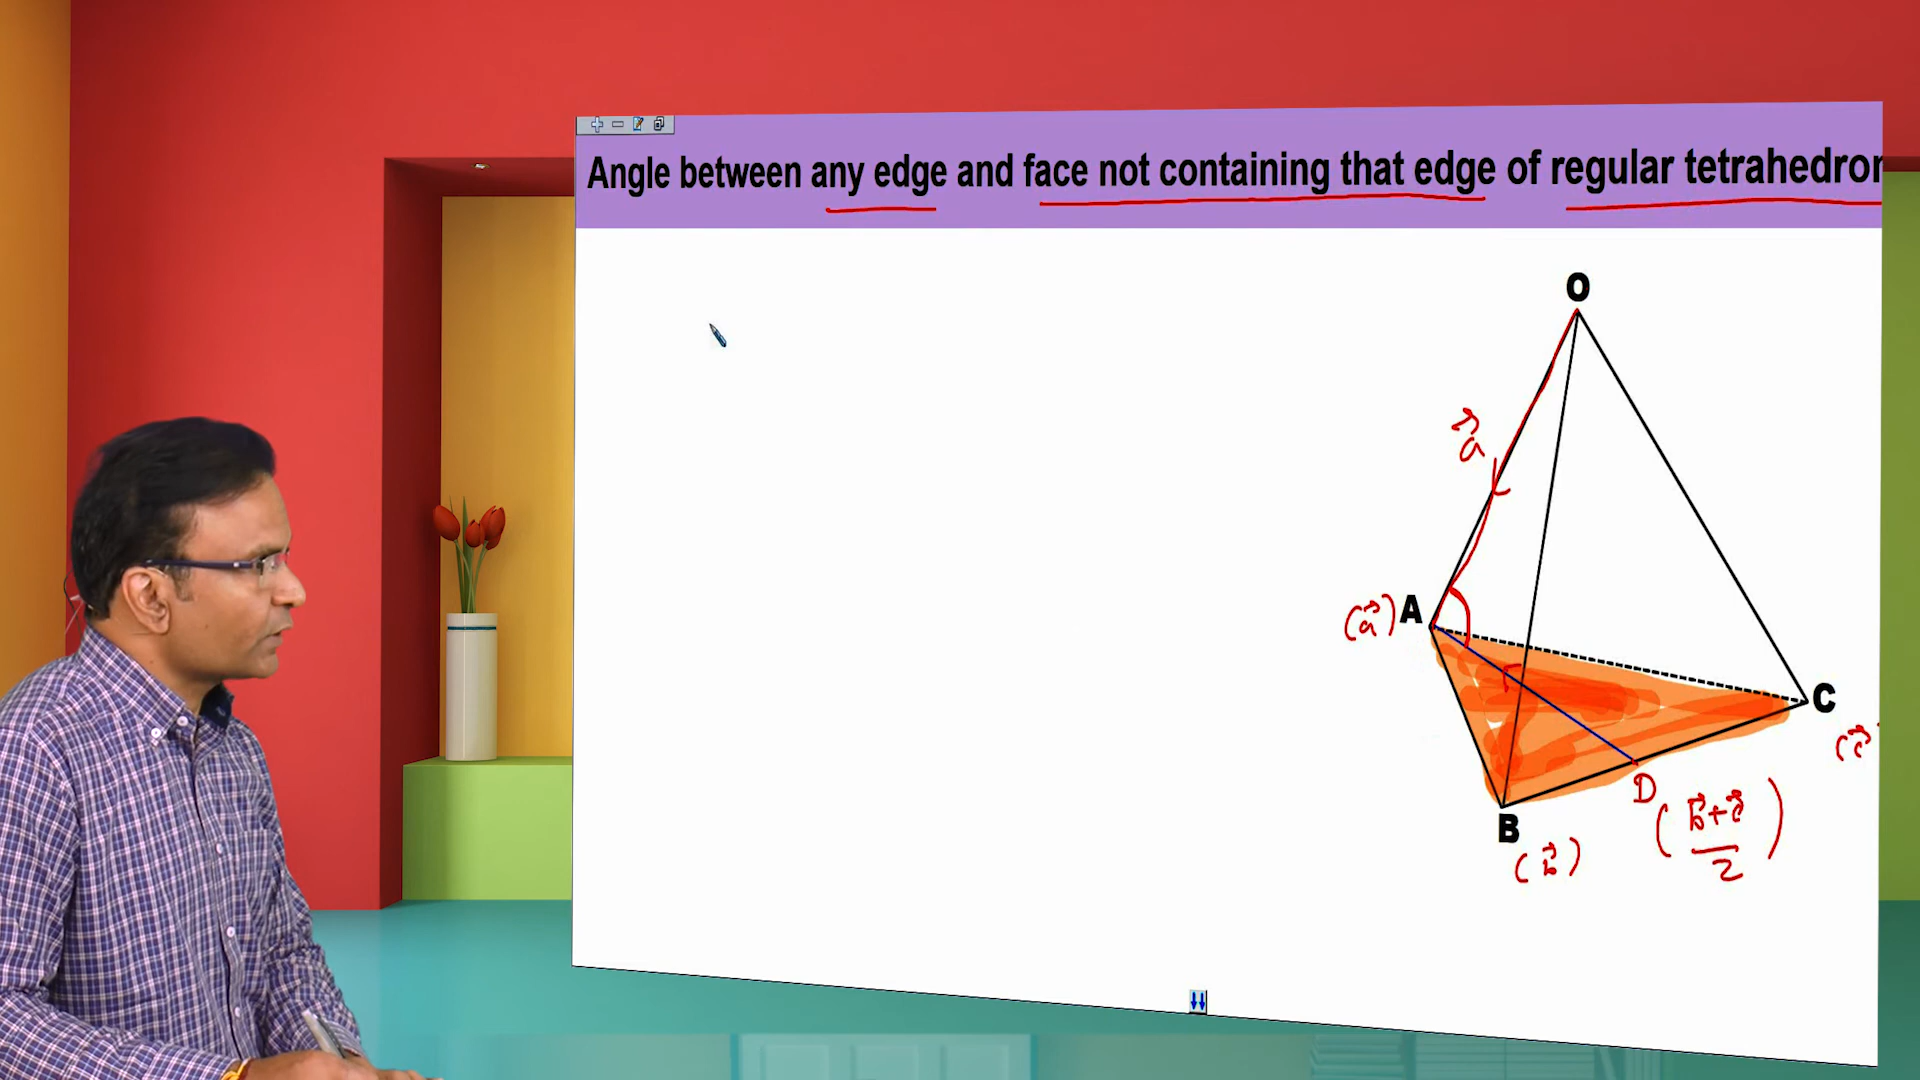 Angle between any edge and face not containing that edge of regular tetrahedron
O
a⃗
(a⃗) A
C
(c⃗
D
(b⃗+c⃗/2)
B
(b⃗)